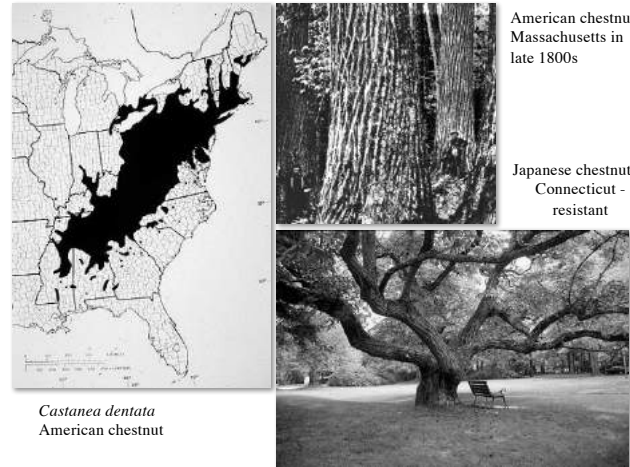 American chestnu
Massachusetts in
late 1800s
Japanese chestnut
Connecticut -
resistant
Castanea dentata
American chestnut